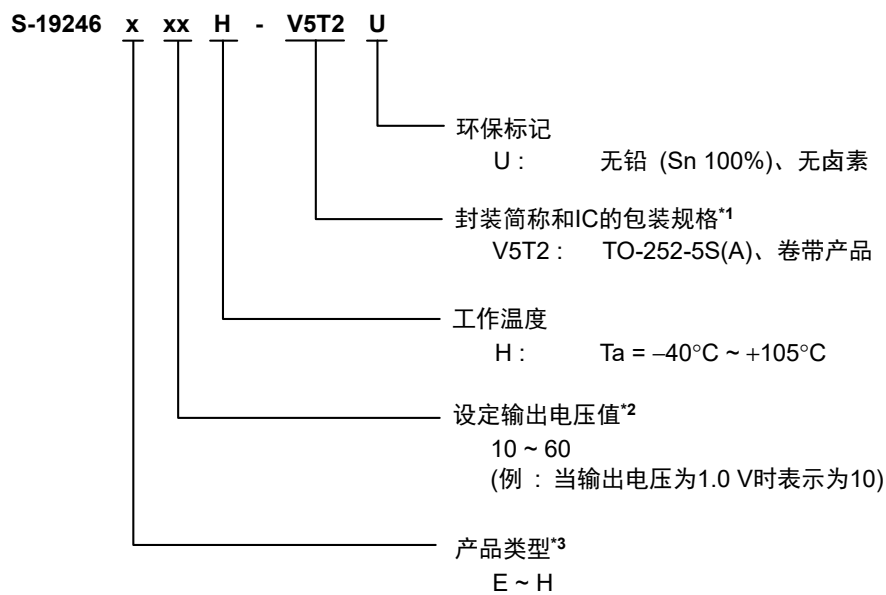 S-19246 x xx H - V5T2 U
环保标记
U : 无铅 (Sn 100%)、无卤素
封装简称和IC的包装规格*1
V5T2 : TO-252-5S(A)、卷带产品
工作温度
H : Ta = −40°C ~ +105°C
设定输出电压值*2
10 ~ 60
(例 : 当输出电压为1.0 V时表示为10)
产品类型*3
E ~ H